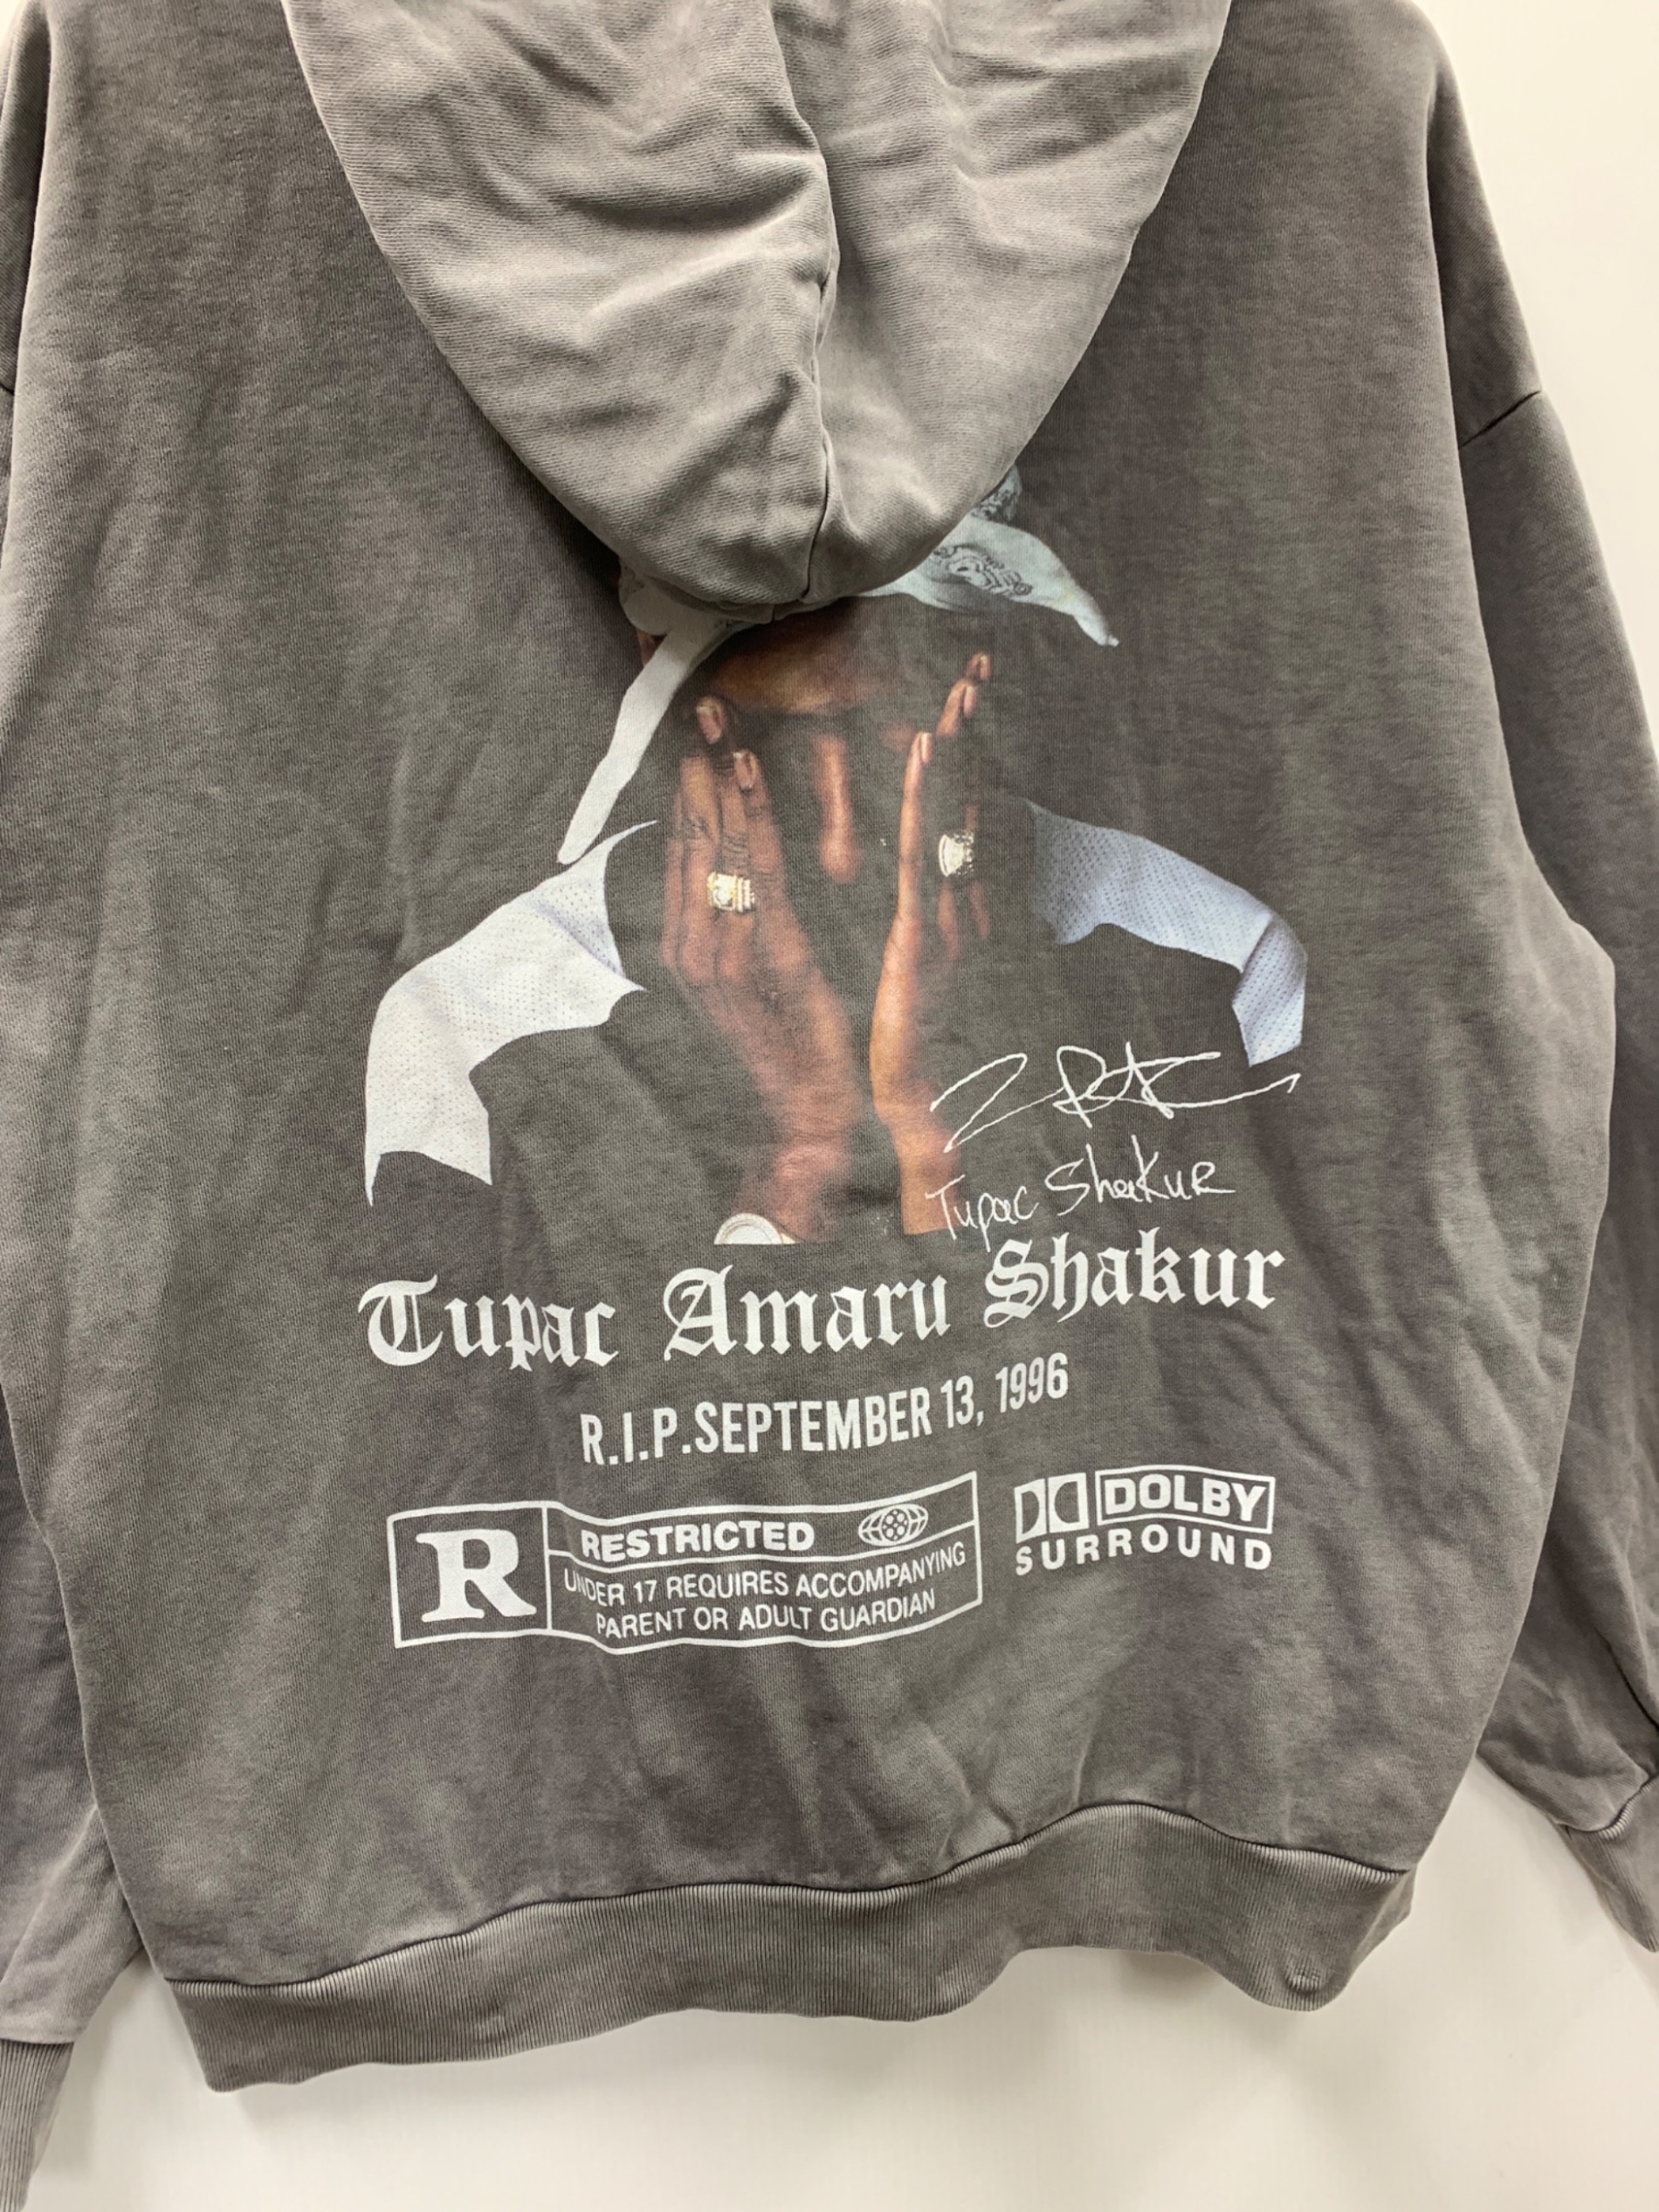 2PAC
Tupac Shakur
Tupac Amaru Shakur
R.I.P.SEPTEMBER 13, 1996
R
RESTRICTED
UNDER 17 REQUIRES ACCOMPANYING
PARENT OR ADULT GUARDIAN
DOLBY
SURROUND